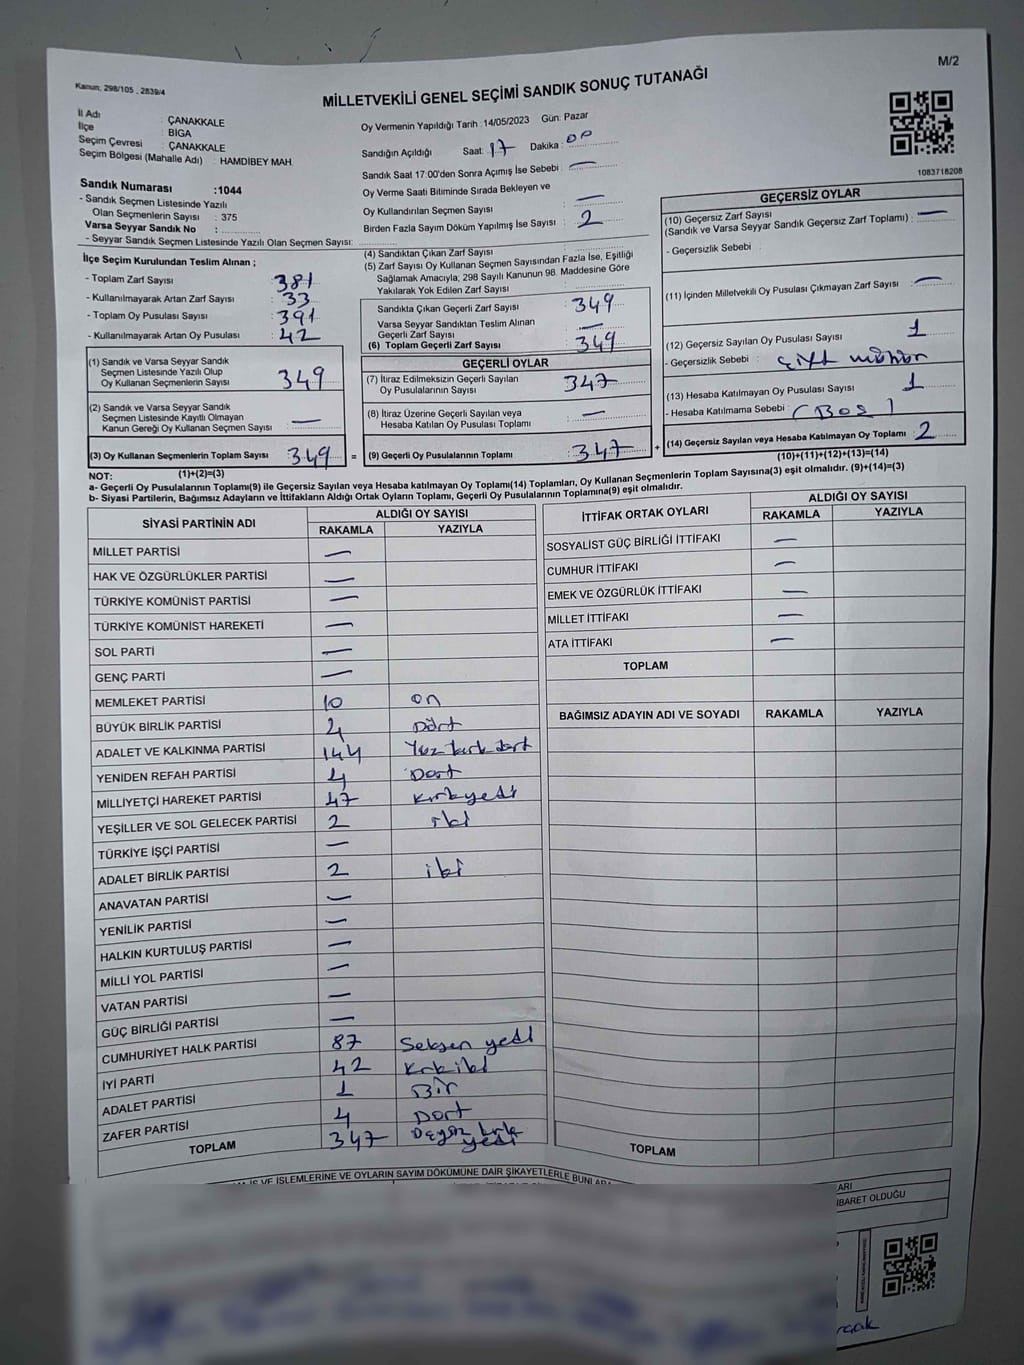 M/2
Kanun; 298/105 , 2839/4
MİLLETVEKİLİ GENEL SEÇİMİ SANDIK SONUÇ TUTANAĞI
İl Adı : ÇANAKKALE
İlçe : BİGA
Seçim Çevresi : ÇANAKKALE
Seçim Bölgesi (Mahalle Adı) : HAMDİBEY MAH.
Oy Vermenin Yapıldığı Tarih :14/05/2023 Gün: Pazar
Sandığın Açıldığı Saat: 17 Dakika: 00
Sandık Saat 17 00'den Sonra Açımış İse Sebebi : —
Oy Verme Saati Bitiminde Sırada Bekleyen ve
Oy Kullandırılan Seçmen Sayısı —
Birden Fazla Sayım Döküm Yapılmış İse Sayısı : 2
1083718208
Sandık Numarası :1044
- Sandık Seçmen Listesinde Yazılı
Olan Seçmenlerin Sayısı : 375
Varsa Seyyar Sandık No :
- Seyyar Sandık Seçmen Listesinde Yazılı Olan Seçmen Sayısı:
İlçe Seçim Kurulundan Teslim Alınan ;
- Toplam Zarf Sayısı 381
- Kullanılmayarak Artan Zarf Sayısı : 33
- Toplam Oy Pusulası Sayısı : 391
- Kullanılmayarak Artan Oy Pusulası : 42
(1) Sandık ve Varsa Seyyar Sandık
Seçmen Listesinde Yazılı Olup
Oy Kullanan Seçmenlerin Sayısı : 349
(2) Sandık ve Varsa Seyyar Sandık
Seçmen Listesinde Kayıtlı Olmayan
Kanun Gereği Oy Kullanan Seçmen Sayısı : —
(3) Oy Kullanan Seçmenlerin Toplam Sayısı : 349
(4) Sandıktan Çıkan Zarf Sayısı :
(5) Zarf Sayısı Oy Kullanan Seçmen Sayısından Fazla İse, Eşitliği
Sağlamak Amacıyla; 298 Sayılı Kanunun 98. Maddesine Göre
Yakılarak Yok Edilen Zarf Sayısı :
Sandıkta Çıkan Geçerli Zarf Sayısı 349
Varsa Seyyar Sandıktan Teslim Alınan
Geçerli Zarf Sayısı —
(6) Toplam Geçerli Zarf Sayısı : 349
GEÇERLİ OYLAR
(7) İtiraz Edilmeksizin Geçerli Sayılan
Oy Pusulalarının Sayısı : 347
(8) İtiraz Üzerine Geçerli Sayılan veya
Hesaba Katılan Oy Pusulası Toplamı : —
= (9) Geçerli Oy Pusulalarının Toplamı : 347
GEÇERSİZ OYLAR
(10) Geçersiz Zarf Sayısı
(Sandık ve Varsa Seyyar Sandık Geçersiz Zarf Toplamı) : —
- Geçersizlik Sebebi :
(11) İçinden Milletvekili Oy Pusulası Çıkmayan Zarf Sayısı : —
(12) Geçersiz Sayılan Oy Pusulası Sayısı : 1
- Geçersizlik Sebebi : çift mühür
(13) Hesaba Katılmayan Oy Pusulası Sayısı : 1
- Hesaba Katılmama Sebebi : (BOŞ)
+ (14) Geçersiz Sayılan veya Hesaba Katılmayan Oy Toplamı : 2
NOT: (1)+(2)=(3)
(10)+(11)+(12)+(13)=(14)
a- Geçerli Oy Pusulalarının Toplamı(9) ile Geçersiz Sayılan veya Hesaba katılmayan Oy Toplamı(14) Toplamları, Oy Kullanan Seçmenlerin Toplam Sayısına(3) eşit olmalıdır. (9)+(14)=(3)
b- Siyasi Partilerin, Bağımsız Adayların ve İttifakların Aldığı Ortak Oyların Toplamı, Geçerli Oy Pusulalarının Toplamına(9) eşit olmalıdır.
SİYASİ PARTİNİN ADI ALDIĞI OY SAYISI
RAKAMLA YAZIYLA
MİLLET PARTİSİ —
HAK VE ÖZGÜRLÜKLER PARTİSİ —
TÜRKİYE KOMÜNİST PARTİSİ —
TÜRKİYE KOMÜNİST HAREKETİ —
SOL PARTİ —
GENÇ PARTİ —
MEMLEKET PARTİSİ 10 on
BÜYÜK BİRLİK PARTİSİ 4 Dört
ADALET VE KALKINMA PARTİSİ 144 Yüz kırk dört
YENİDEN REFAH PARTİSİ 4 Dört
MİLLİYETÇİ HAREKET PARTİSİ 47 Kırkyedi
YEŞİLLER VE SOL GELECEK PARTİSİ 2 iki
TÜRKİYE İŞÇİ PARTİSİ —
ADALET BİRLİK PARTİSİ 2 iki
ANAVATAN PARTİSİ —
YENİLİK PARTİSİ —
HALKIN KURTULUŞ PARTİSİ —
MİLLİ YOL PARTİSİ —
VATAN PARTİSİ —
GÜÇ BİRLİĞİ PARTİSİ —
CUMHURİYET HALK PARTİSİ 87 Seksen yedi
İYİ PARTİ 42 Kırkiki
ADALET PARTİSİ 1 Bir
ZAFER PARTİSİ 4 Dört
TOPLAM 347 Üçyüz kırk
yedi
İTTİFAK ORTAK OYLARI ALDIĞI OY SAYISI
RAKAMLA YAZIYLA
SOSYALİST GÜÇ BİRLİĞİ İTTİFAKI —
CUMHUR İTTİFAKI —
EMEK VE ÖZGÜRLÜK İTTİFAKI —
MİLLET İTTİFAKI —
ATA İTTİFAKI —
TOPLAM
BAĞIMSIZ ADAYIN ADI VE SOYADI RAKAMLA YAZIYLA
TOPLAM
VE İŞLEMLERİNE VE OYLARIN SAYIM DÖKÜMÜNE DAİR ŞİKAYETLERLE BUNLARA
ARI
İBARET OLDUĞU